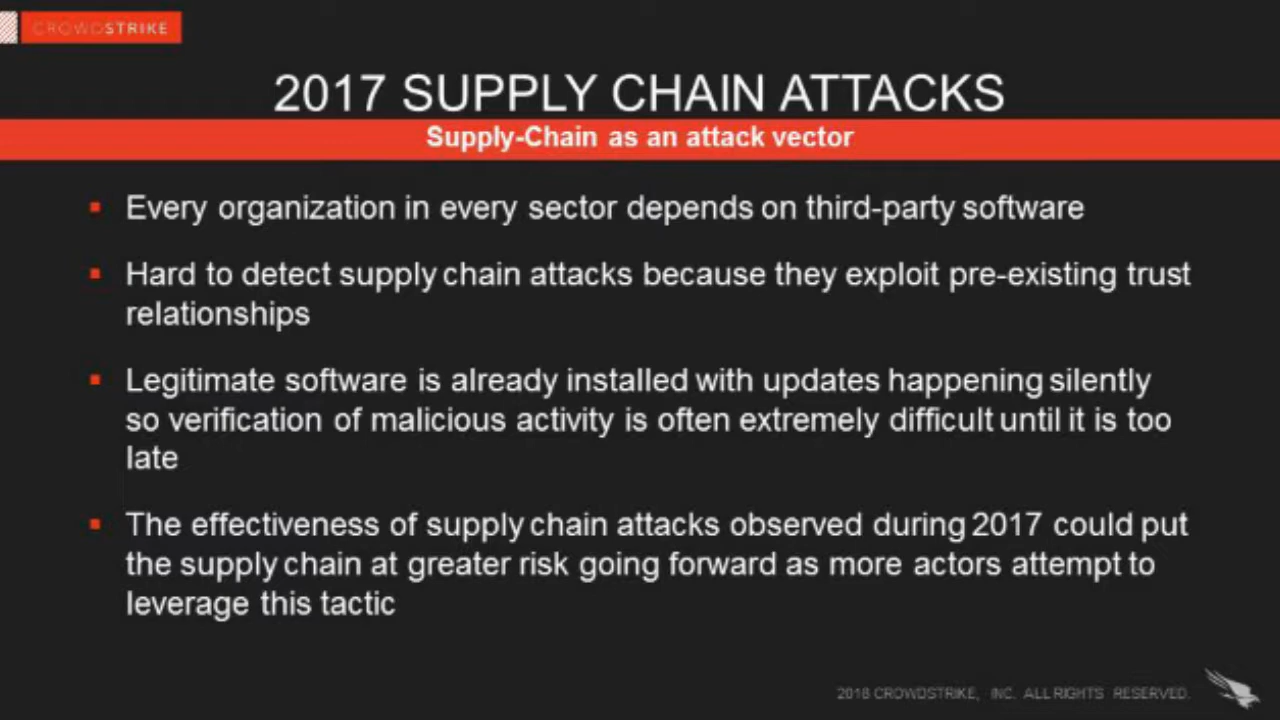 CROWDSTRIKE
2017 SUPPLY CHAIN ATTACKS
Supply-Chain as an attack vector
Every organization in every sector depends on third-party software
Hard to detect supply chain attacks because they exploit pre-existing trust
relationships
Legitimate software is already installed with updates happening silently
so verification of malicious activity is often extremely difficult until it is too
late
The effectiveness of supply chain attacks observed during 2017 could put
the supply chain at greater risk going forward as more actors attempt to
leverage this tactic
2018 CROWDSTRIKE, INC. ALL RIGHTS RESERVED.